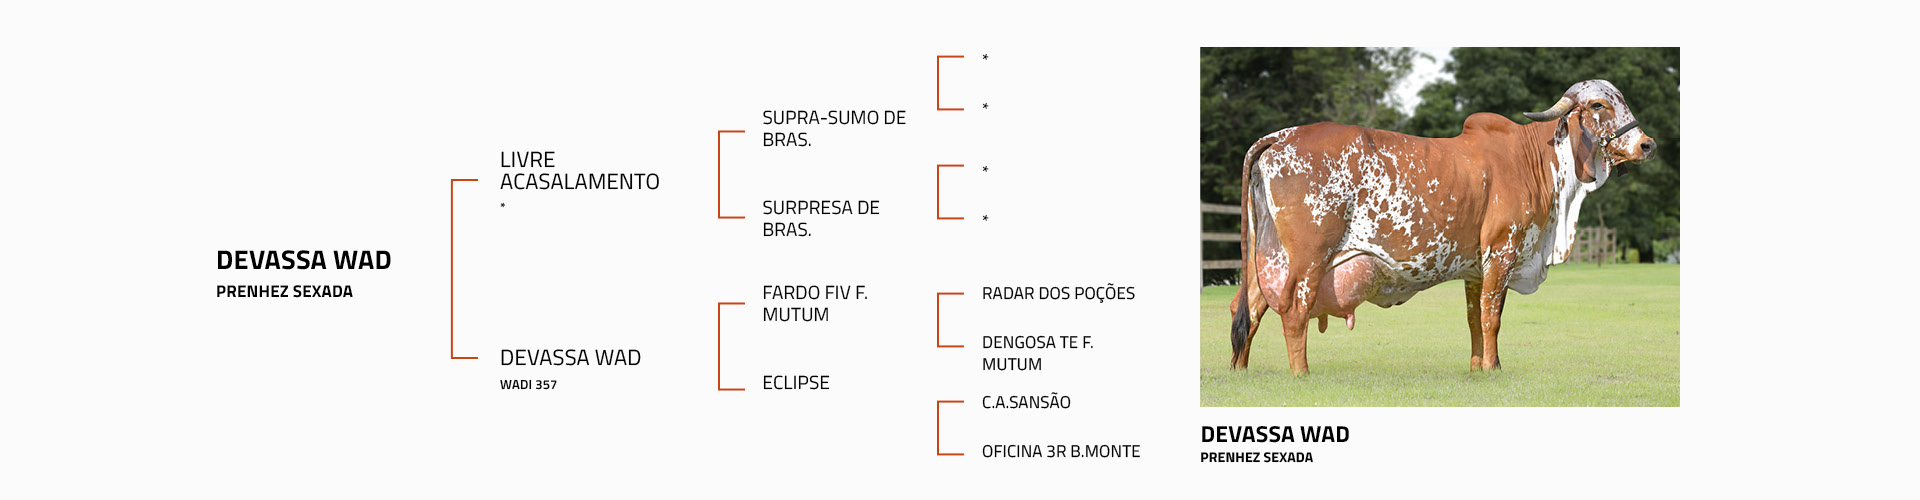 DEVASSA WAD
PRENHEZ SEXADA
LIVRE
ACASALAMENTO
*
DEVASSA WAD
WADI 357
SUPRA-SUMO DE
BRAS.
SURPRESA DE
BRAS.
FARDO FIV F.
MUTUM
ECLIPSE
*
*
*
*
RADAR DOS POÇÕES
DENGOSA TE F.
MUTUM
C.A.SANSÃO
OFICINA 3R B.MONTE
DEVASSA WAD
PRENHEZ SEXADA